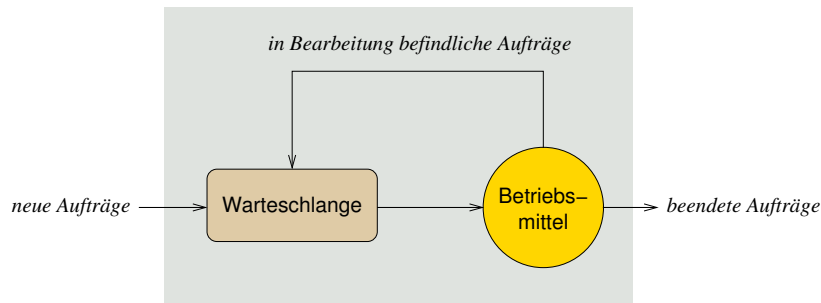 in Bearbeitung befindliche Aufträge
neue Aufträge
Warteschlange
Betriebs−
mittel
beendete Aufträge